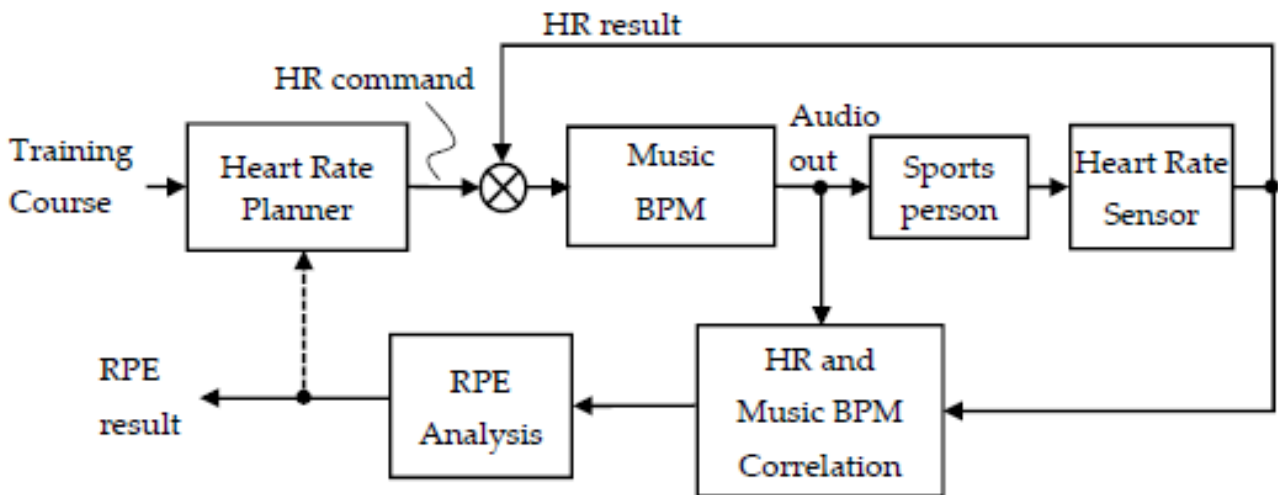 HR result
HR command
Training
Course
Heart Rate
Planner
Music
BPM
Audio
out
Sports
person
Heart Rate
Sensor
RPE
result
RPE
Analysis
HR and
Music BPM
Correlation